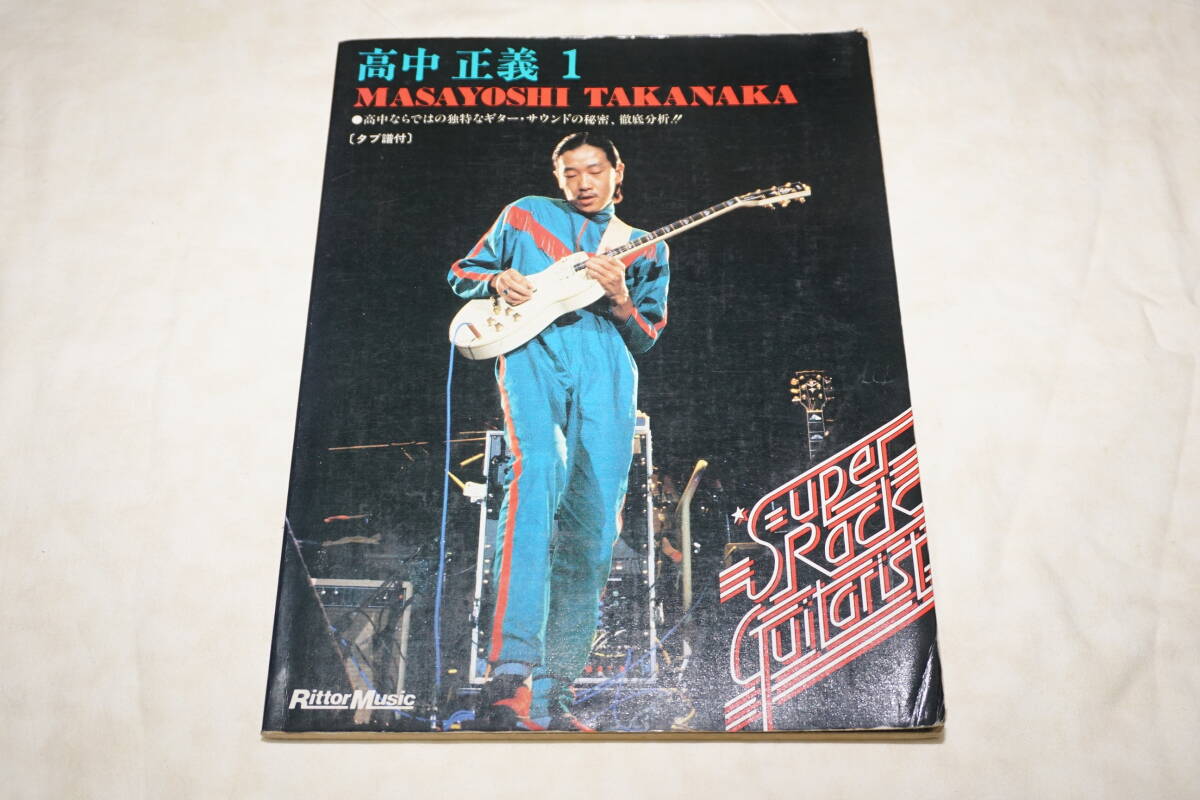 高中 正義 1
MASAYOSHI TAKANAKA
●高中ならではの独特なギター・サウンドの秘密、徹底分析!!
〔タブ譜付〕
Super
Rock
Guitarist
RittorMusic